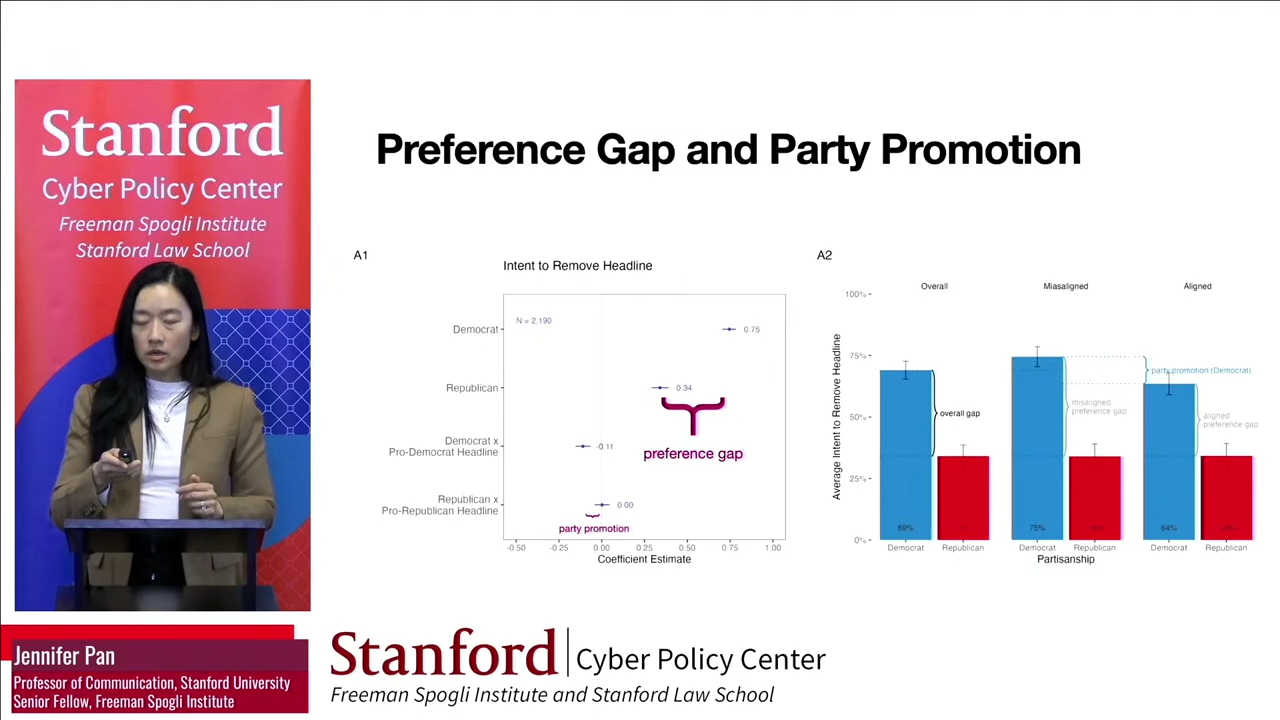 Stanford
Cyber Policy Center
Freeman Spogli Institute
Stanford Law School
Preference Gap and Party Promotion
A1
Intent to Remove Headline
N = 2,190
Democrat
0.75
Republican
0.34
Democrat x
Pro-Democrat Headline
-0.11
preference gap
Republican x
Pro-Republican Headline
0.00
party promotion
-0.50
-0.25
0.00
0.25
0.50
0.75
1.00
Coefficient Estimate
A2
Overall
Miasaligned
Aligned
100%
75%
50%
25%
0%
Average Intent to Remove Headline
party promotion (Democrat)
overall gap
misaligned
preference gap
aligned
preference gap
69%
75%
64%
Democrat
Republican
Democrat
Republican
Democrat
Republican
Partisanship
Jennifer Pan
Professor of Communication, Stanford University
Senior Fellow, Freeman Spogli Institute
Stanford
Cyber Policy Center
Freeman Spogli Institute and Stanford Law School